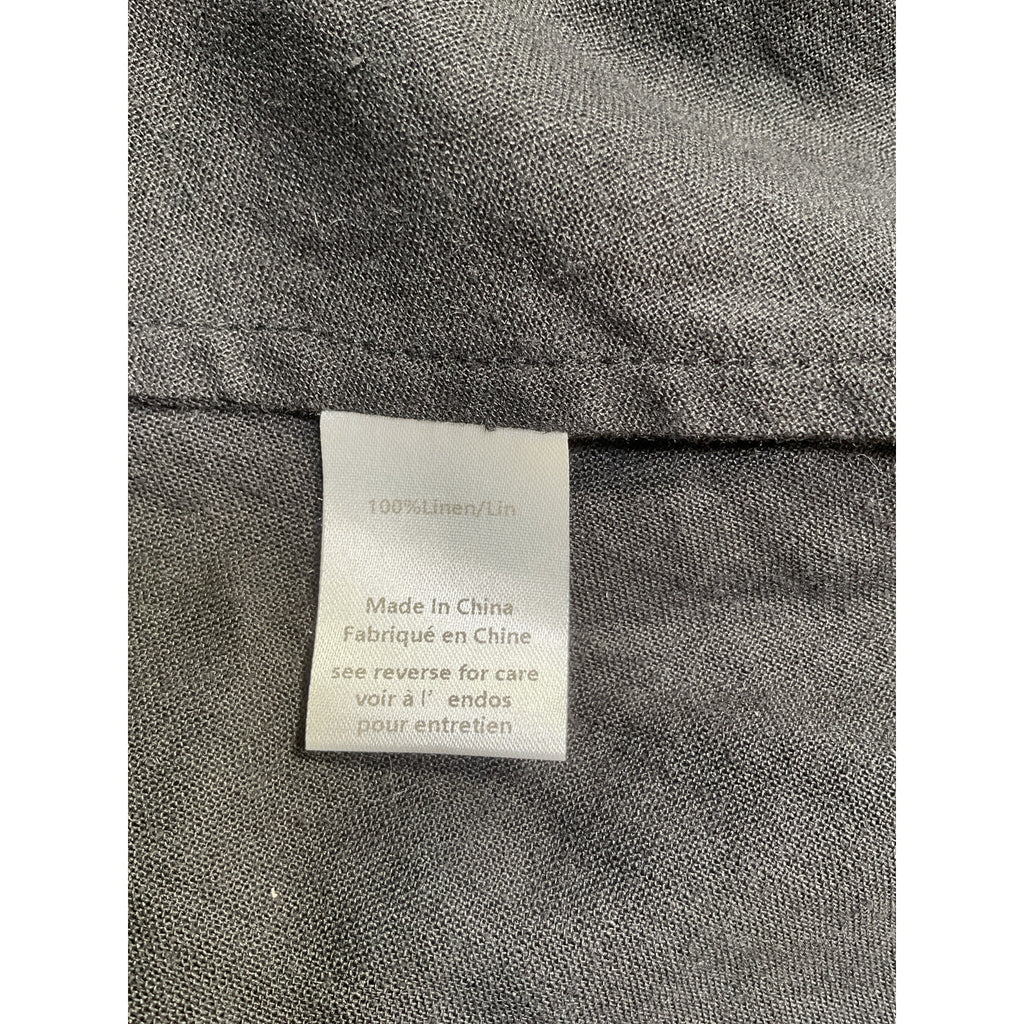 100%Linen/Lin
Made In China
Fabriqué en Chine
see reverse for care
voir à l’ endos
pour entretien